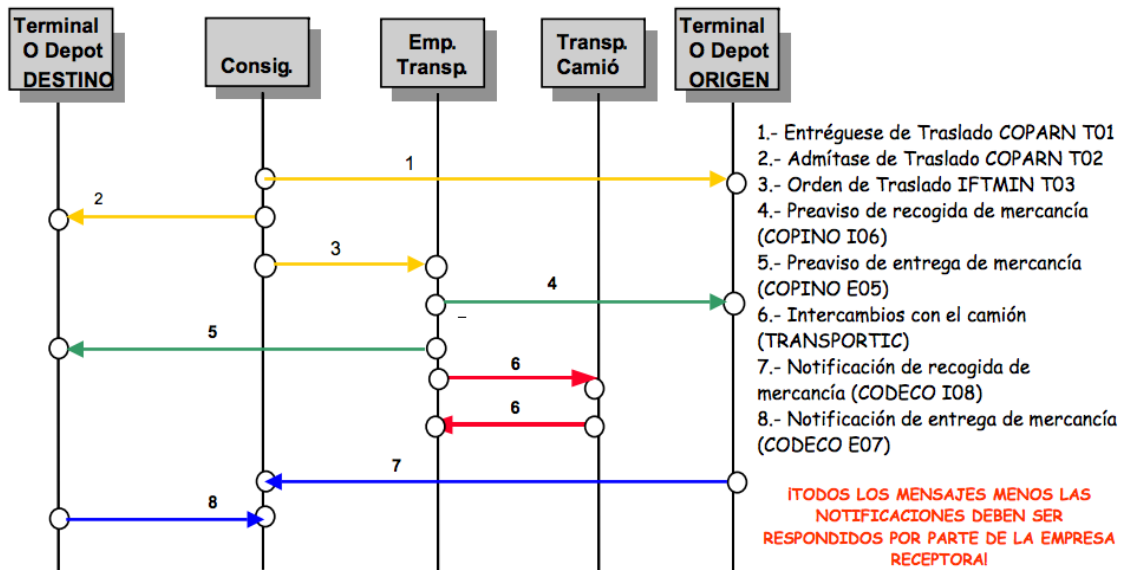 Terminal
O Depot
DESTINO
Consig.
Emp.
Transp.
Transp.
Camió
Terminal
O Depot
ORIGEN
1
2
3
4
5
6
6
7
8
1.- Entréguese de Traslado COPARN T01
2.- Admítase de Traslado COPARN T02
3.- Orden de Traslado IFTMIN T03
4.- Preaviso de recogida de mercancía
(COPINO I06)
5.- Preaviso de entrega de mercancía
(COPINO E05)
6.- Intercambios con el camión
(TRANSPORTIC)
7.- Notificación de recogida de
mercancía (CODECO I08)
8.- Notificación de entrega de mercancía
(CODECO E07)
¡TODOS LOS MENSAJES MENOS LAS
NOTIFICACIONES DEBEN SER
RESPONDIDOS POR PARTE DE LA EMPRESA
RECEPTORA!